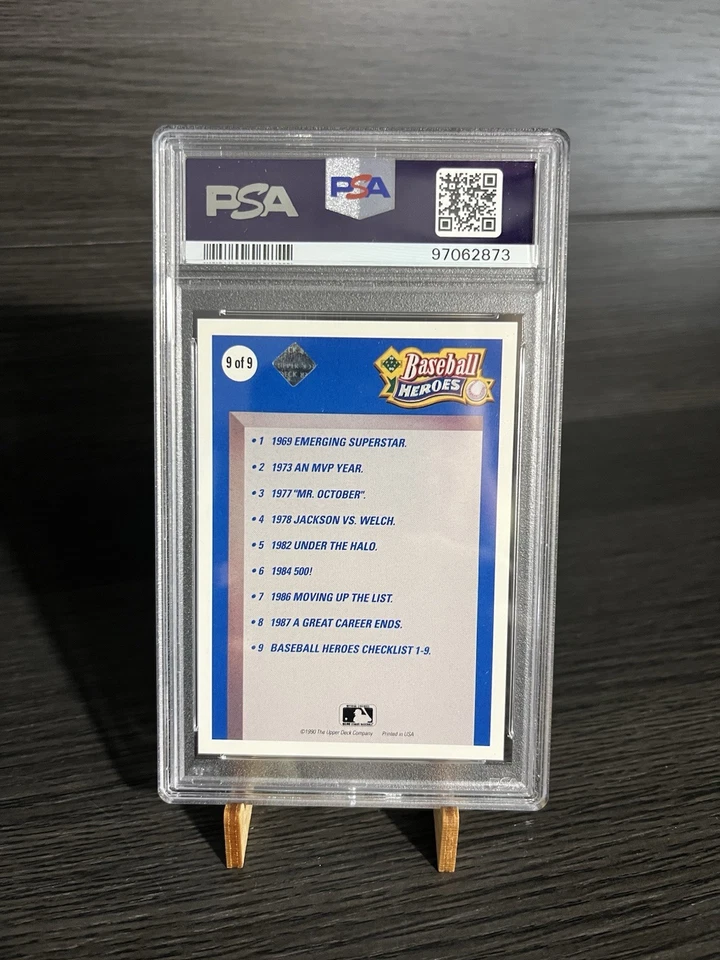 PSA PSA
97062873
9 of 9
Baseball
HEROES
• 1 1969 EMERGING SUPERSTAR.
• 2 1973 AN MVP YEAR.
• 3 1977 "MR. OCTOBER".
• 4 1978 JACKSON VS. WELCH.
• 5 1982 UNDER THE HALO.
• 6 1984 500!
• 7 1986 MOVING UP THE LIST.
• 8 1987 A GREAT CAREER ENDS.
• 9 BASEBALL HEROES CHECKLIST 1-9.
©1990 The Upper Deck Company Printed in USA